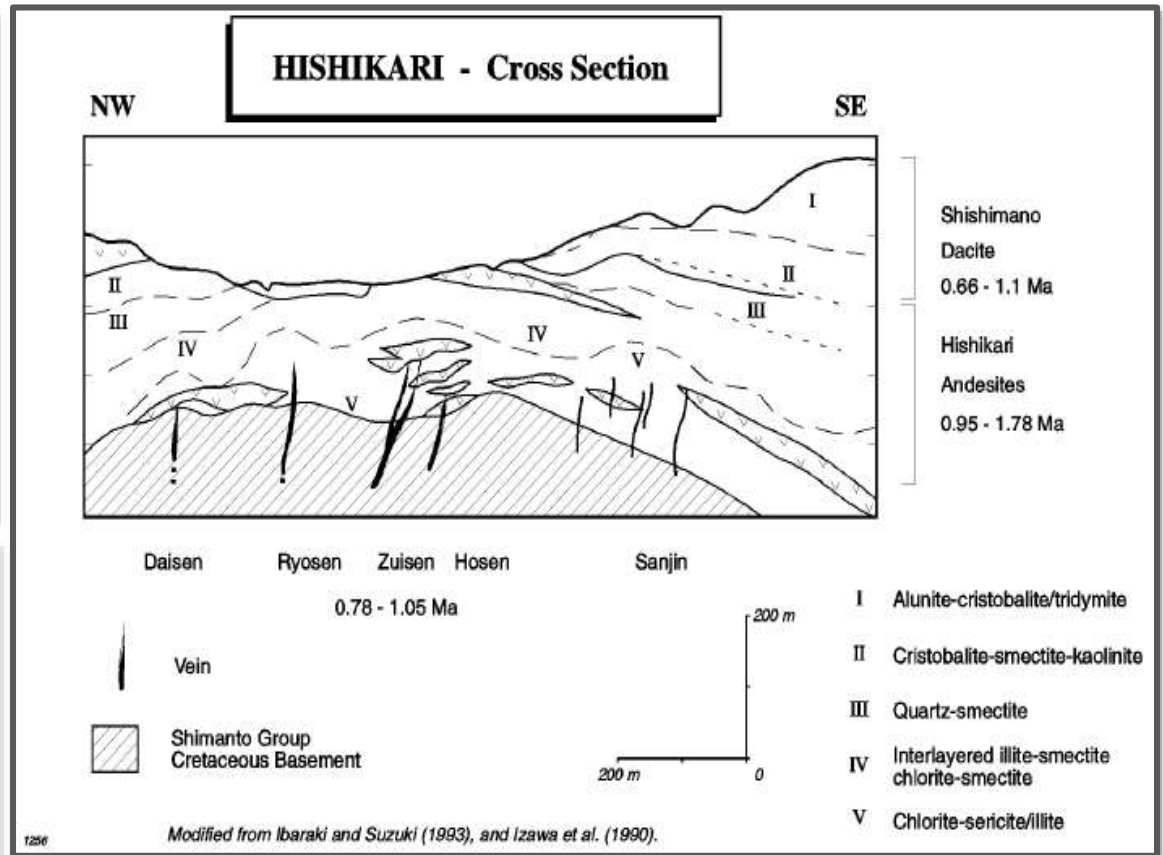 HISHIKARI - Cross Section
NW
SE
I
II
III
IV
V
II
III
IV
V
I
Shishimano
Dacite
0.66 - 1.1 Ma
Hishikari
Andesites
0.95 - 1.78 Ma
Daisen Ryosen Zuisen Hosen Sanjin
0.78 - 1.05 Ma
Vein
Shimanto Group
Cretaceous Basement
200 m
200 m 0
I Alunite-cristobalite/tridymite
II Cristobalite-smectite-kaolinite
III Quartz-smectite
IV Interlayered illite-smectite
chlorite-smectite
V Chlorite-sericite/illite
1256
Modified from Ibaraki and Suzuki (1993), and Izawa et al. (1990).